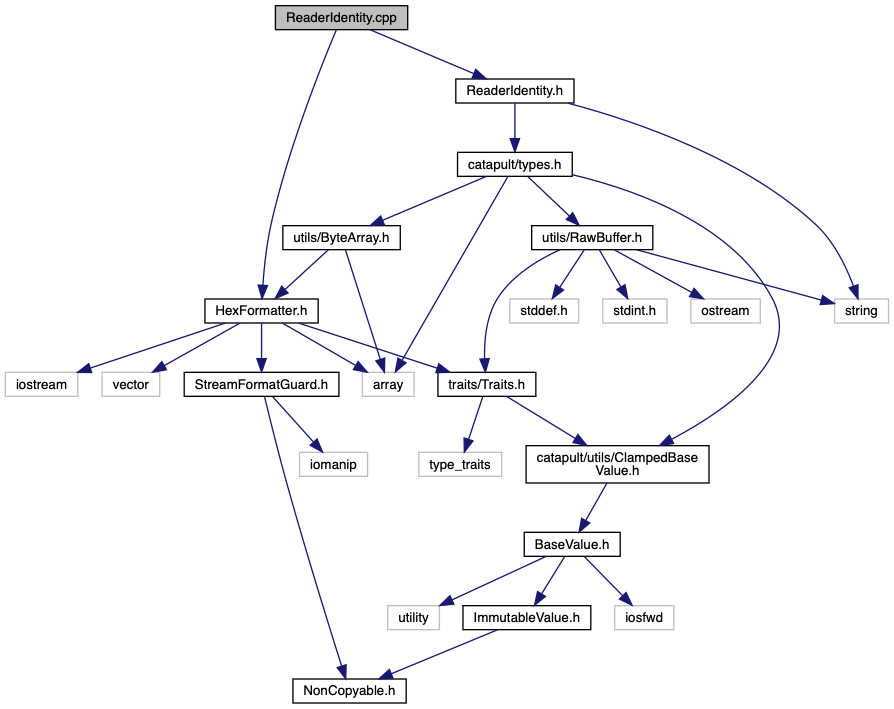 ReaderIdentity.cpp
ReaderIdentity.h
catapult/types.h
utils/ByteArray.h
utils/RawBuffer.h
HexFormatter.h
stddef.h
stdint.h
ostream
string
iostream
vector
StreamFormatGuard.h
array
traits/Traits.h
iomanip
type_traits
catapult/utils/ClampedBase
Value.h
BaseValue.h
utility
ImmutableValue.h
iosfwd
NonCopyable.h